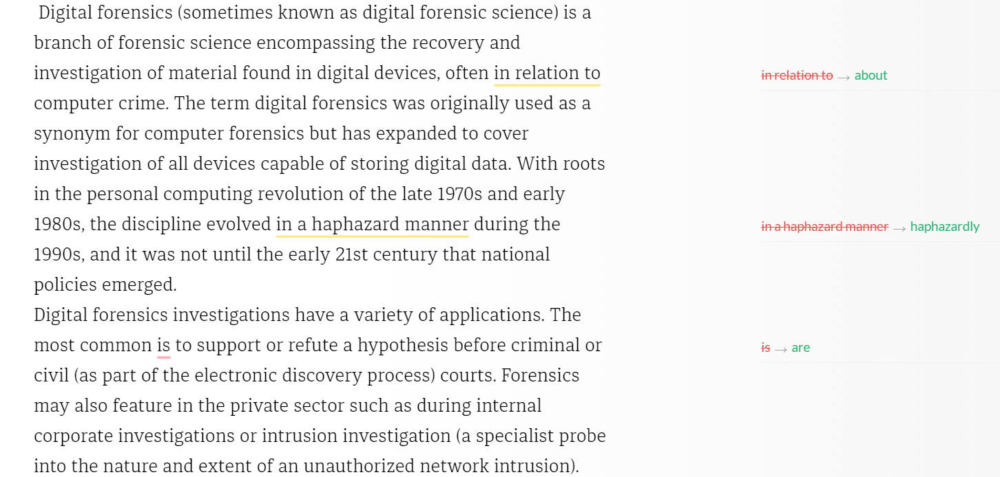 Digital forensics (sometimes known as digital forensic science) is a
branch of forensic science encompassing the recovery and
investigation of material found in digital devices, often in relation to
in relation to → about
computer crime. The term digital forensics was originally used as a
synonym for computer forensics but has expanded to cover
investigation of all devices capable of storing digital data. With roots
in the personal computing revolution of the late 1970s and early
1980s, the discipline evolved in a haphazard manner during the
in a haphazard manner → haphazardly
1990s, and it was not until the early 21st century that national
policies emerged.
Digital forensics investigations have a variety of applications. The
most common is to support or refute a hypothesis before criminal or
is → are
civil (as part of the electronic discovery process) courts. Forensics
may also feature in the private sector such as during internal
corporate investigations or intrusion investigation (a specialist probe
into the nature and extent of an unauthorized network intrusion).